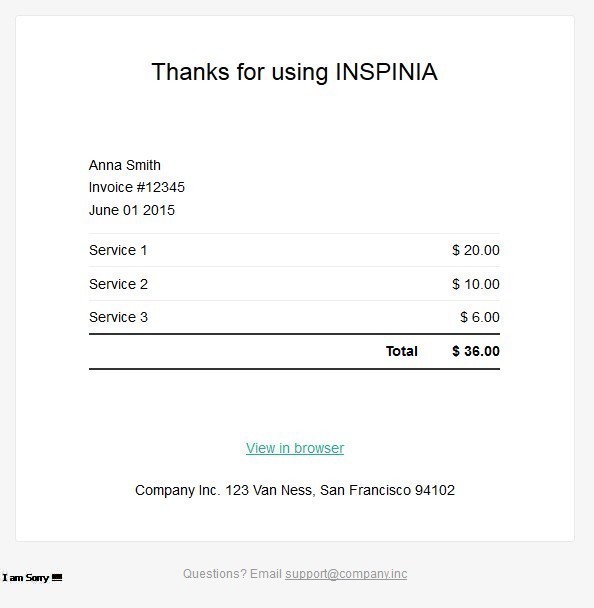 Thanks for using INSPINIA
Anna Smith
Invoice #12345
June 01 2015
Service 1 $ 20.00
Service 2 $ 10.00
Service 3 $ 6.00
Total $ 36.00
View in browser
Company Inc. 123 Van Ness, San Francisco 94102
Questions? Email support@company.inc
I am Sorry !!!!